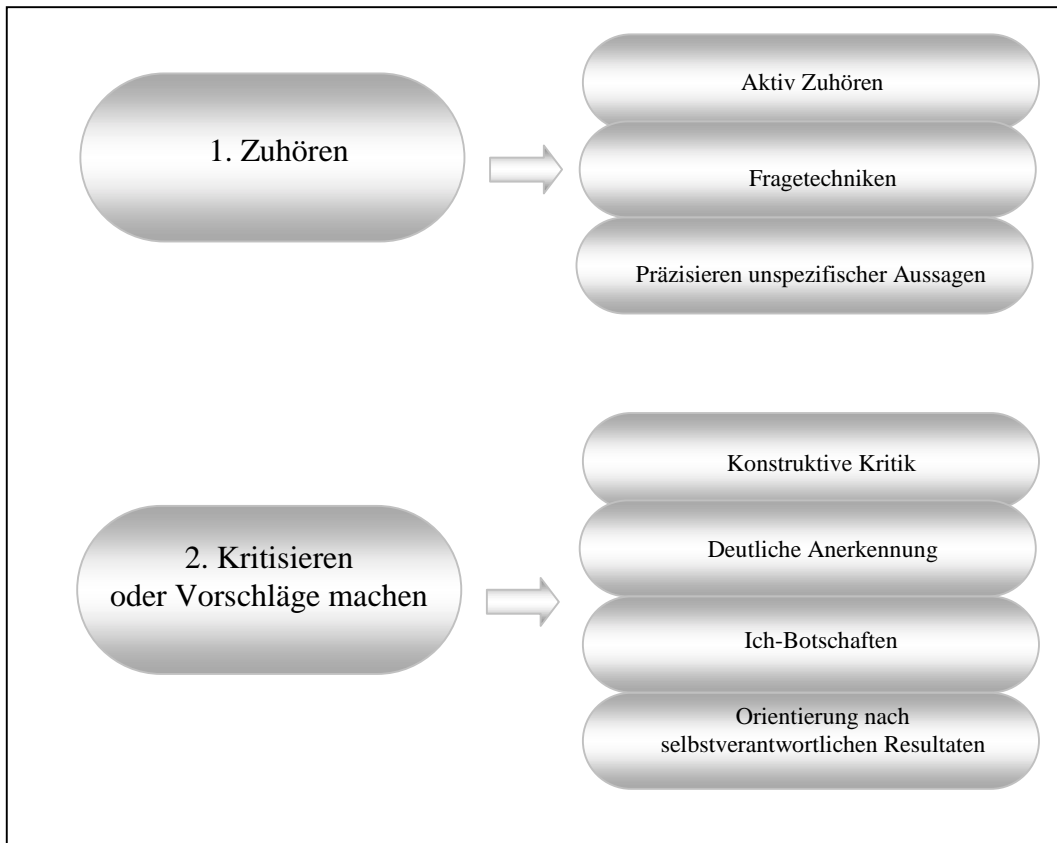 1. Zuhören
Aktiv Zuhören
Fragetechniken
Präzisieren unspezifischer Aussagen
2. Kritisieren
oder Vorschläge machen
Konstruktive Kritik
Deutliche Anerkennung
Ich-Botschaften
Orientierung nach
selbstverantwortlichen Resultaten